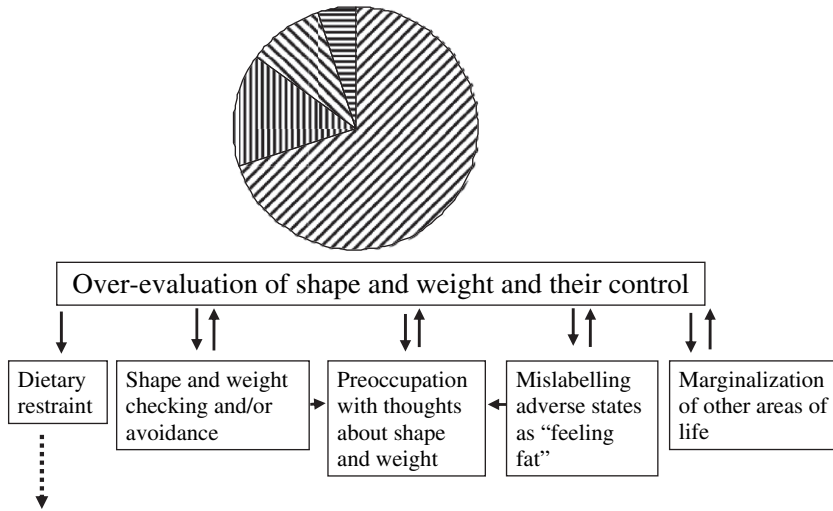 Over-evaluation of shape and weight and their control
Dietary
restraint
Shape and weight
checking and/or
avoidance
Preoccupation
with thoughts
about shape
and weight
Mislabelling
adverse states
as “feeling
fat”
Marginalization
of other areas of
life